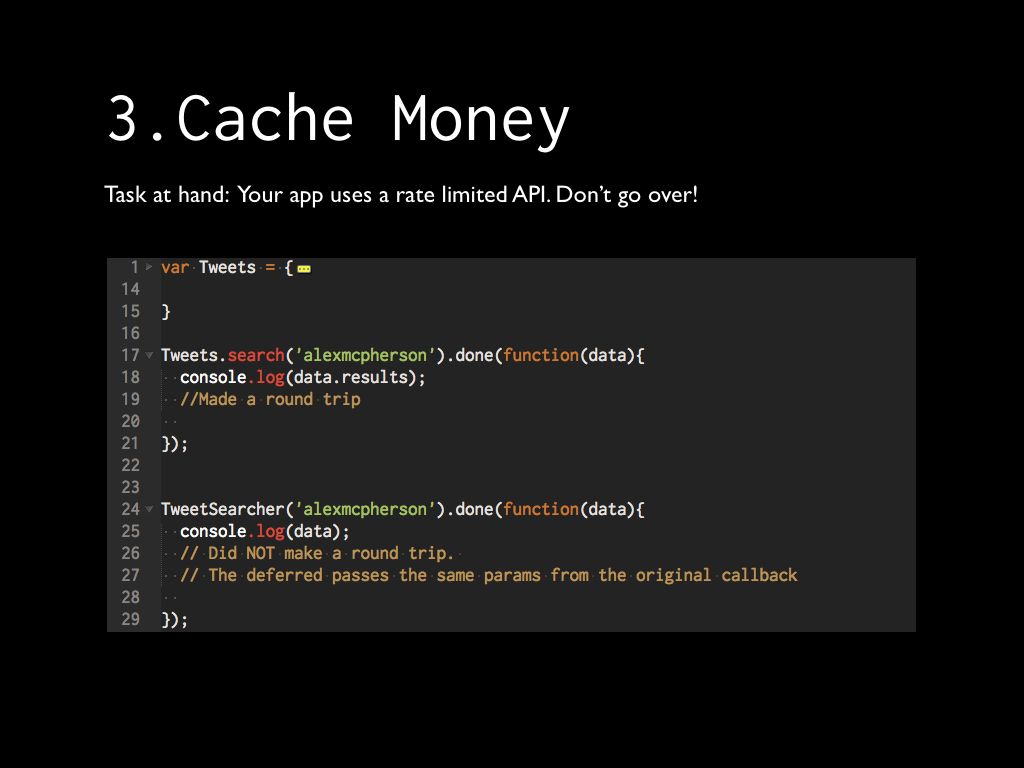 3.Cache Money
Task at hand: Your app uses a rate limited API. Don’t go over!
1 var Tweets = {
14
15 }
16
17 Tweets.search('alexmcpherson').done(function(data){
18 console.log(data.results);
19 //Made a round trip
20
21 });
22
23
24 TweetSearcher('alexmcpherson').done(function(data){
25 console.log(data);
26 // Did NOT make a round trip.
27 // The deferred passes the same params from the original callback
28
29 });